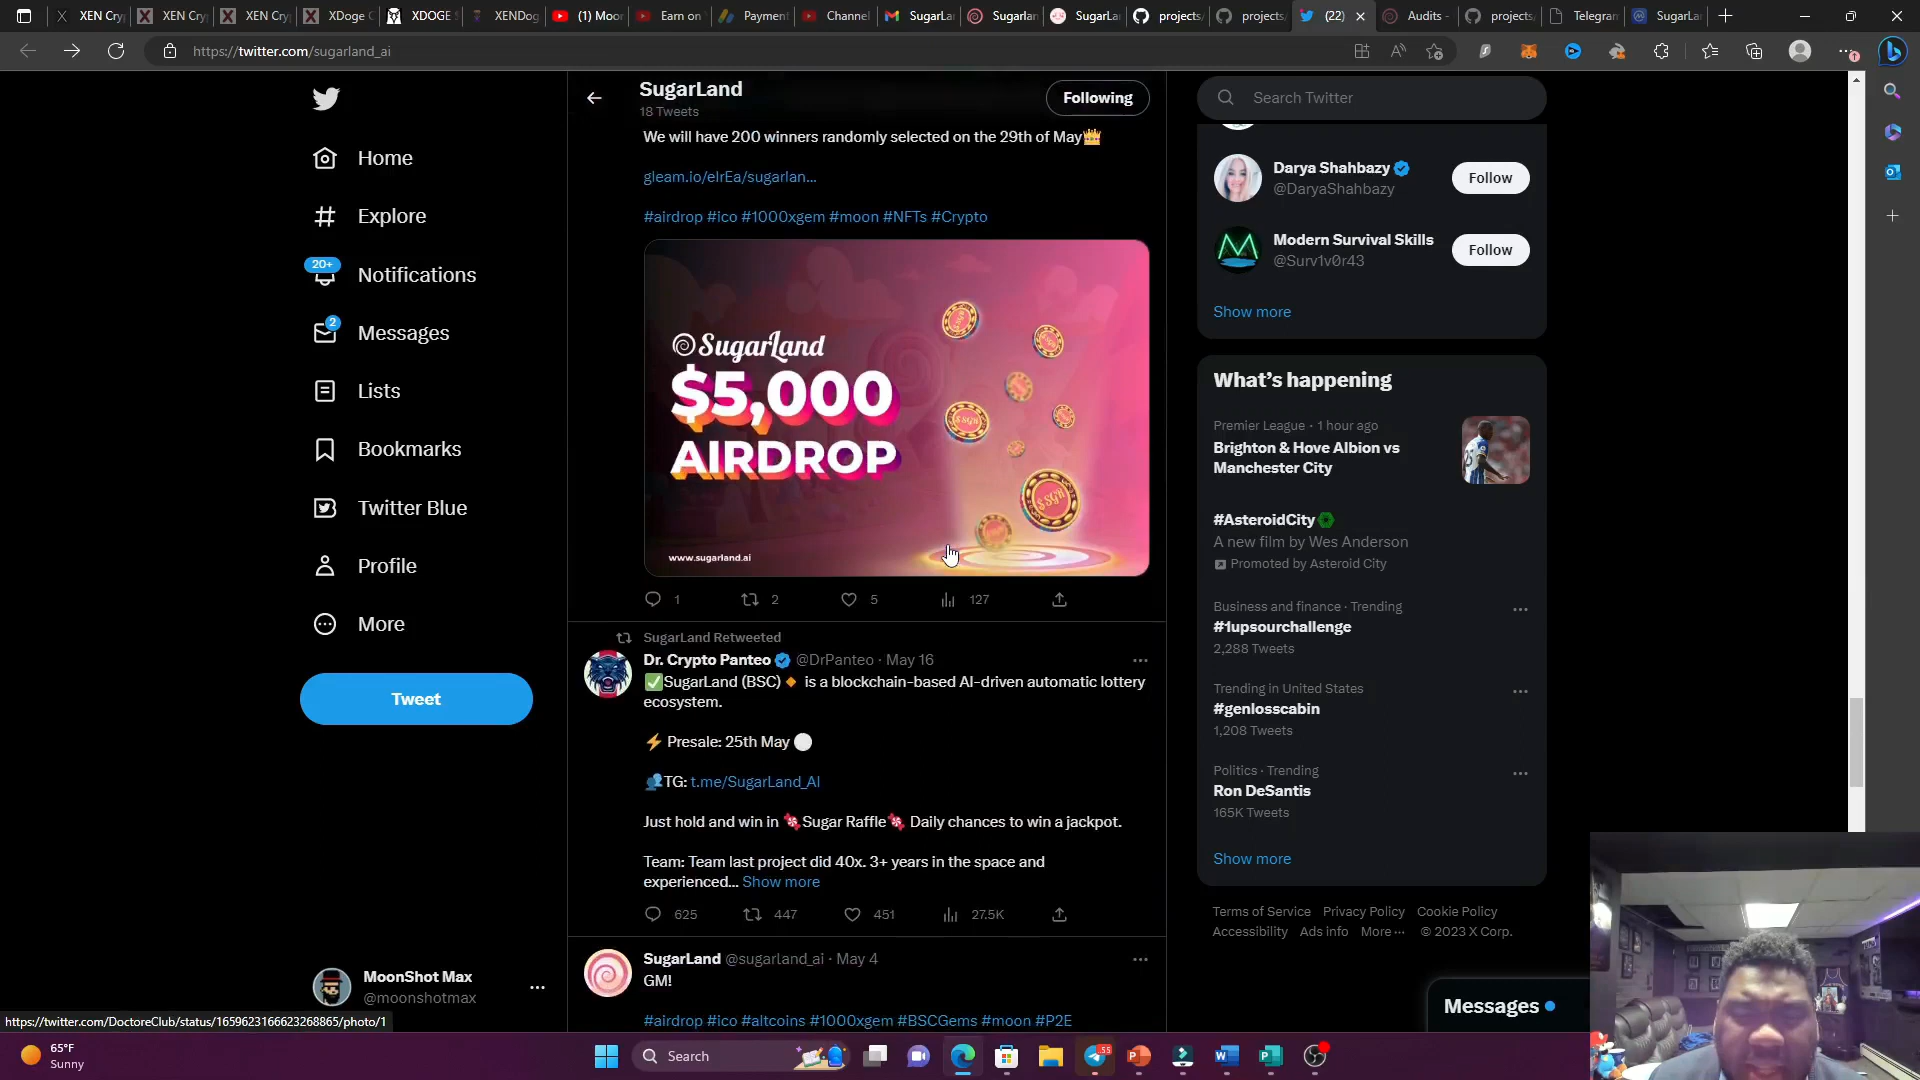 XEN Cry
XEN Cry
XEN Cry
XDoge C
XDOGE
XENDog
(1) Moor
Earn on
Payment
Channel
SugarLa
Sugarlan
SugarLa
projects/
projects/
(22)
Audits -
projects/
Telegram
SugarLa
https://twitter.com/sugarland_ai
Home
Explore
20+
Notifications
2
Messages
Lists
Bookmarks
Twitter Blue
Profile
More
Tweet
MoonShot Max
@moonshotmax
https://twitter.com/DoctoreClub/status/1659623166623268865/photo/1
SugarLand
18 Tweets
Following
We will have 200 winners randomly selected on the 29th of May
gleam.io/eIrEa/sugarlan...
#airdrop #ico #1000xgem #moon #NFTs #Crypto
SugarLand
$5,000
AIRDROP
$SGR
www.sugarland.ai
1
2
5
127
SugarLand Retweeted
Dr. Crypto Panteo @DrPanteo · May 16
SugarLand (BSC) is a blockchain-based AI-driven automatic lottery
ecosystem.
Presale: 25th May
TG: t.me/SugarLand_AI
Just hold and win in Sugar Raffle Daily chances to win a jackpot.
Team: Team last project did 40x. 3+ years in the space and
experienced... Show more
625
447
451
27.5K
SugarLand @sugarland_ai · May 4
GM!
#airdrop #ico #altcoins #1000xgem #BSCGems #moon #P2E
Search Twitter
Darya Shahbazy
@DaryaShahbazy
Follow
Modern Survival Skills
@Surv1v0r43
Follow
Show more
What's happening
Premier League · 1 hour ago
Brighton & Hove Albion vs
Manchester City
#AsteroidCity
A new film by Wes Anderson
Promoted by Asteroid City
Business and finance · Trending
#1upsourchallenge
2,288 Tweets
Trending in United States
#genlosscabin
1,208 Tweets
Politics · Trending
Ron DeSantis
165K Tweets
Show more
Terms of Service Privacy Policy Cookie Policy
Accessibility Ads info More ··· © 2023 X Corp.
Messages
65°F
Sunny
Search
55